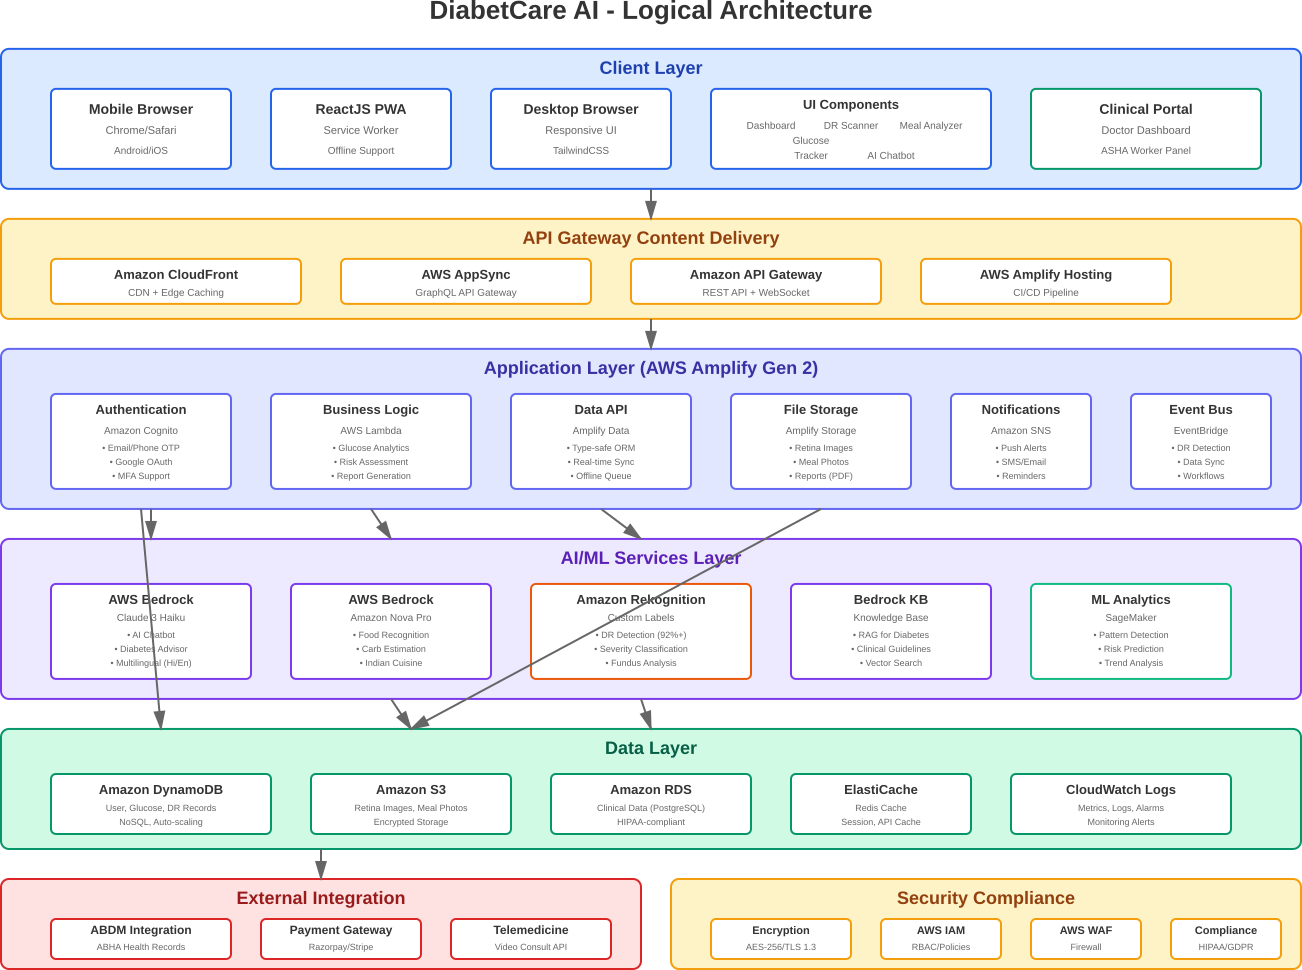 DiabetCare AI - Logical Architecture
Client Layer
Mobile Browser
Chrome/Safari
Android/iOS
ReactJS PWA
Service Worker
Offline Support
Desktop Browser
Responsive UI
TailwindCSS
UI Components
Dashboard DR Scanner Meal Analyzer
Glucose
Tracker AI Chatbot
Clinical Portal
Doctor Dashboard
ASHA Worker Panel
API Gateway Content Delivery
Amazon CloudFront
CDN + Edge Caching
AWS AppSync
GraphQL API Gateway
Amazon API Gateway
REST API + WebSocket
AWS Amplify Hosting
CI/CD Pipeline
Application Layer (AWS Amplify Gen 2)
Authentication
Amazon Cognito
• Email/Phone OTP
• Google OAuth
• MFA Support
Business Logic
AWS Lambda
• Glucose Analytics
• Risk Assessment
• Report Generation
Data API
Amplify Data
• Type-safe ORM
• Real-time Sync
• Offline Queue
File Storage
Amplify Storage
• Retina Images
• Meal Photos
• Reports (PDF)
Notifications
Amazon SNS
• Push Alerts
• SMS/Email
• Reminders
Event Bus
EventBridge
• DR Detection
• Data Sync
• Workflows
AI/ML Services Layer
AWS Bedrock
Claude 3 Haiku
• AI Chatbot
• Diabetes Advisor
• Multilingual (Hi/En)
AWS Bedrock
Amazon Nova Pro
• Food Recognition
• Carb Estimation
• Indian Cuisine
Amazon Rekognition
Custom Labels
• DR Detection (92%+)
• Severity Classification
• Fundus Analysis
Bedrock KB
Knowledge Base
• RAG for Diabetes
• Clinical Guidelines
• Vector Search
ML Analytics
SageMaker
• Pattern Detection
• Risk Prediction
• Trend Analysis
Data Layer
Amazon DynamoDB
User, Glucose, DR Records
NoSQL, Auto-scaling
Amazon S3
Retina Images, Meal Photos
Encrypted Storage
Amazon RDS
Clinical Data (PostgreSQL)
HIPAA-compliant
ElastiCache
Redis Cache
Session, API Cache
CloudWatch Logs
Metrics, Logs, Alarms
Monitoring Alerts
External Integration
ABDM Integration
ABHA Health Records
Payment Gateway
Razorpay/Stripe
Telemedicine
Video Consult API
Security Compliance
Encryption
AES-256/TLS 1.3
AWS IAM
RBAC/Policies
AWS WAF
Firewall
Compliance
HIPAA/GDPR